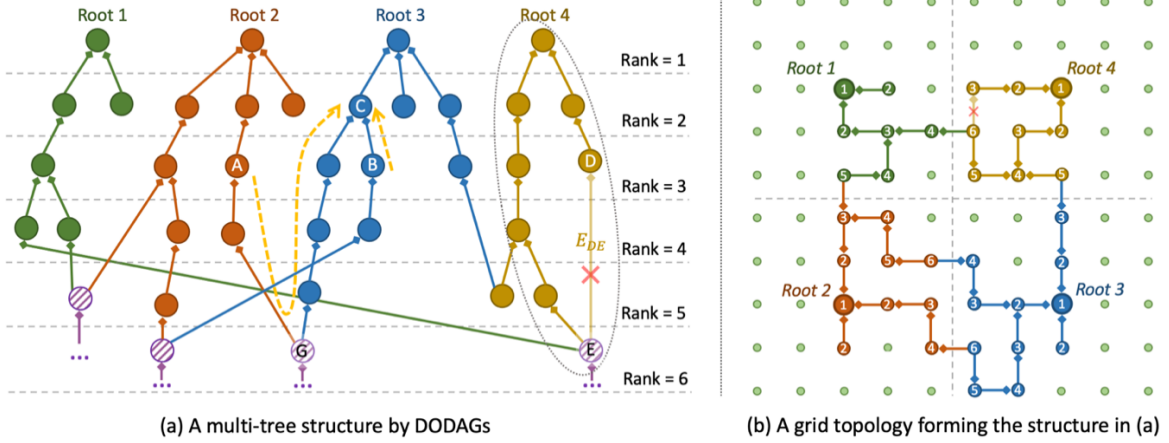 Root 1 Root 2 Root 3 Root 4
Rank = 1
C
Rank = 2
A B D
Rank = 3
E_DE
Rank = 4
Rank = 5
G E
...
... ... ...
Rank = 6
(a) A multi-tree structure by DODAGs
Root 1 Root 4
1 2 3 2 1
2 3 4 6 3 2
5 4 5 4 5
3 4 3
2 5 6 4 2
Root 2 Root 3
1 2 3 3 2 1
2 4 6 3 2
5 4
(b) A grid topology forming the structure in (a)